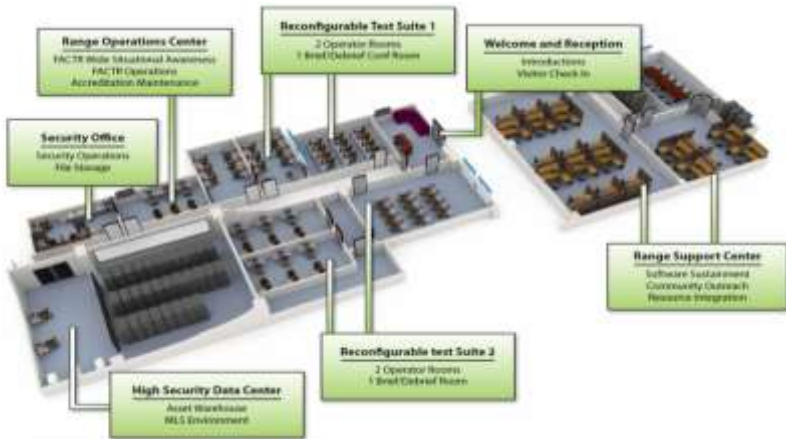 Range Operations Center
FACTR Wide Situational Awareness
FACTR Operations
Accreditation Maintenance
Reconfigurable Test Suite 1
2 Operator Rooms
1 Brief/Debrief Conf Room
Welcome and Reception
Introductions
Visitor Check In
Security Office
Security Operations
File Storage
Range Support Center
Software Sustainment
Community Outreach
Resource Integration
Reconfigurable test Suite 2
2 Operator Rooms
1 Brief/Debrief Room
High Security Data Center
Asset Warehouse
MLS Environment